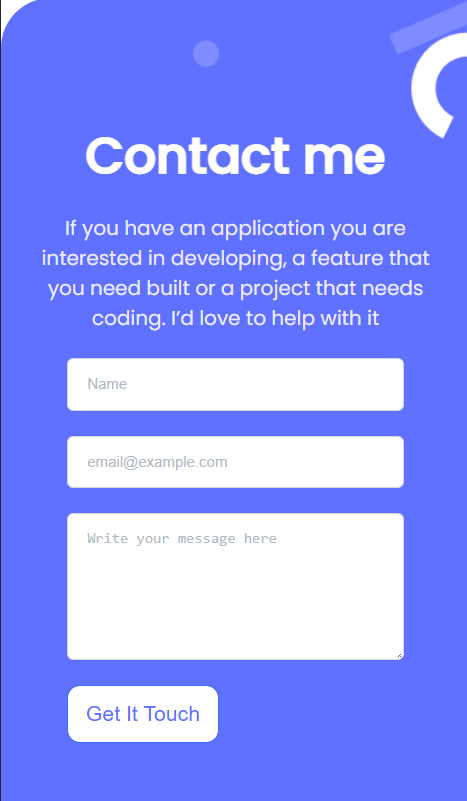 Contact me
If you have an application you are
interested in developing, a feature that
you need built or a project that needs
coding. I’d love to help with it
Name
email@example.com
Write your message here
Get It Touch